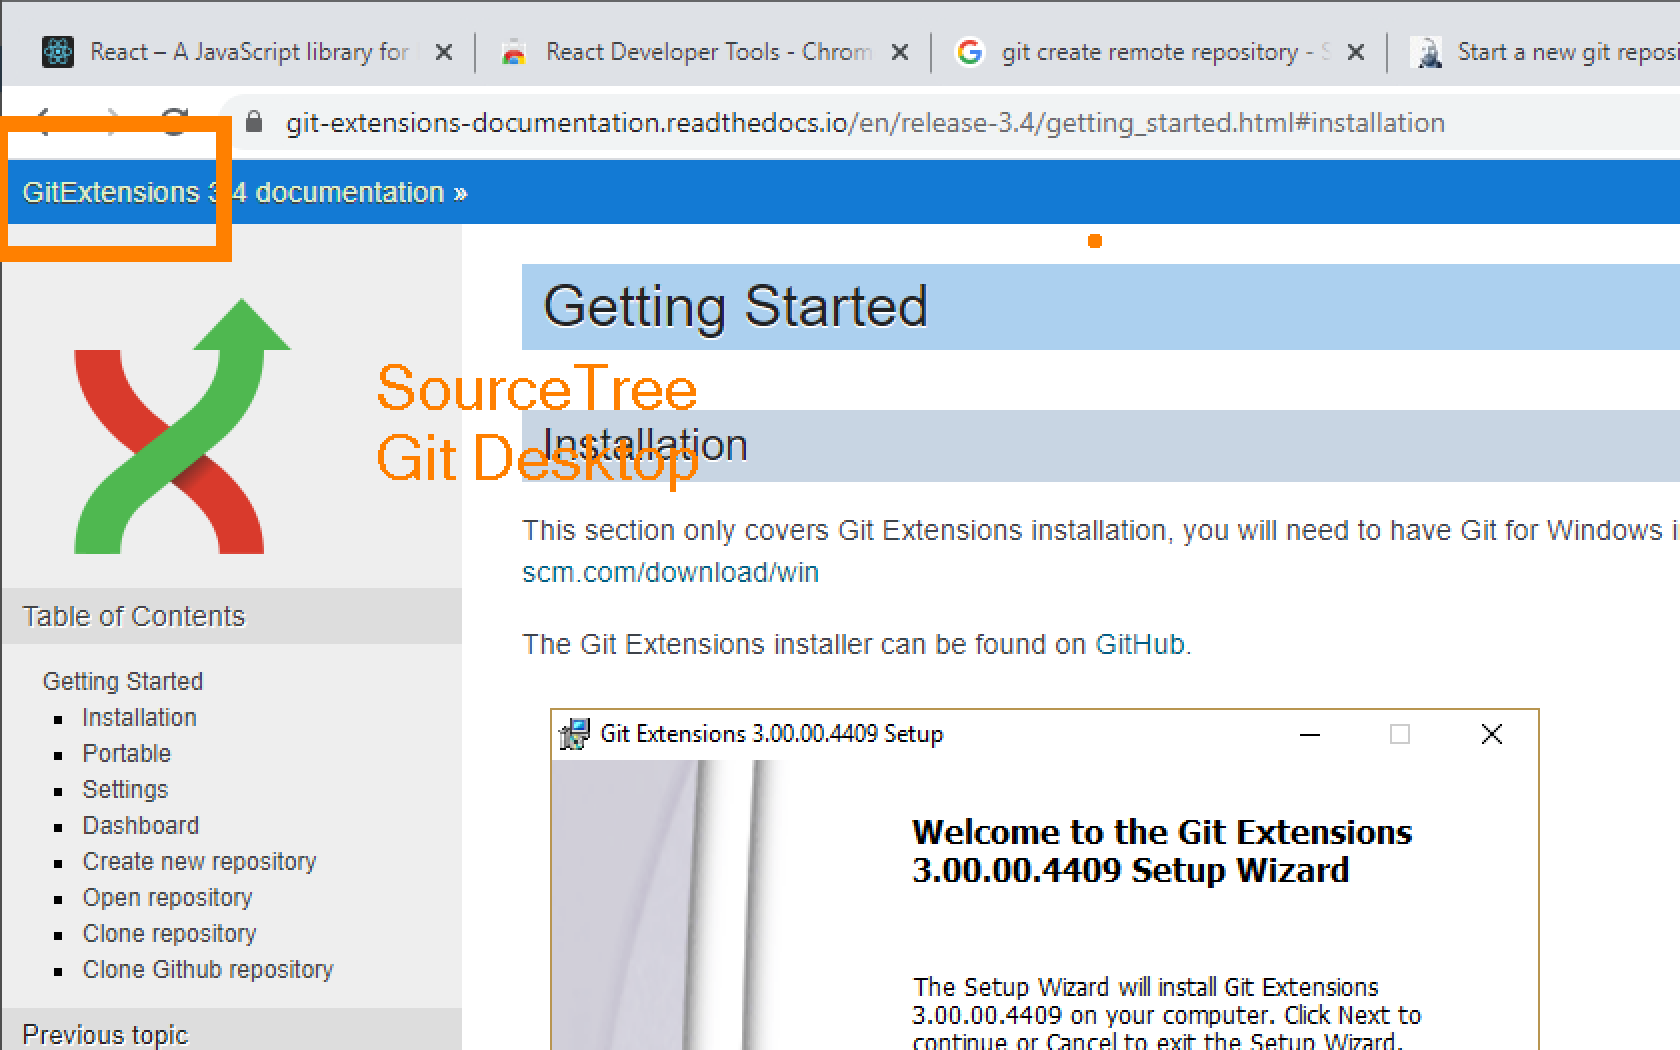 React – A JavaScript library for
React Developer Tools - Chrom
git create remote repository -
Start a new git reposi
git-extensions-documentation.readthedocs.io/en/release-3.4/getting_started.html#installation
GitExtensions 3.4 documentation »
Getting Started
SourceTree
Git Desktop
Installation
This section only covers Git Extensions installation, you will need to have Git for Windows i
scm.com/download/win
The Git Extensions installer can be found on GitHub.
Table of Contents
Getting Started
Installation
Portable
Settings
Dashboard
Create new repository
Open repository
Clone repository
Clone Github repository
Previous topic
Git Extensions 3.00.00.4409 Setup
Welcome to the Git Extensions
3.00.00.4409 Setup Wizard
The Setup Wizard will install Git Extensions
3.00.00.4409 on your computer. Click Next to
continue or Cancel to exit the Setup Wizard.